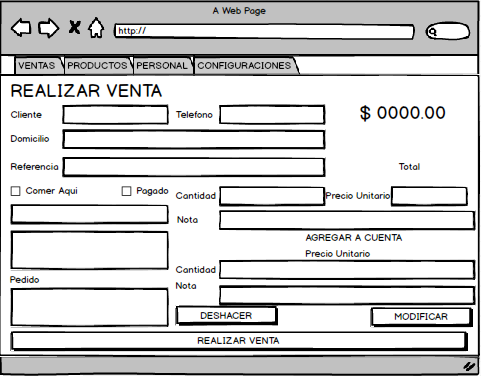 A Web Page
http://
VENTAS PRODUCTOS PERSONAL CONFIGURACIONES
REALIZAR VENTA
Cliente Telefono $ 0000.00
Domicilio
Referencia Total
Comer Aqui Pagado Cantidad Precio Unitario
Nota
AGREGAR A CUENTA
Precio Unitario
Cantidad
Pedido Nota
DESHACER MODIFICAR
REALIZAR VENTA